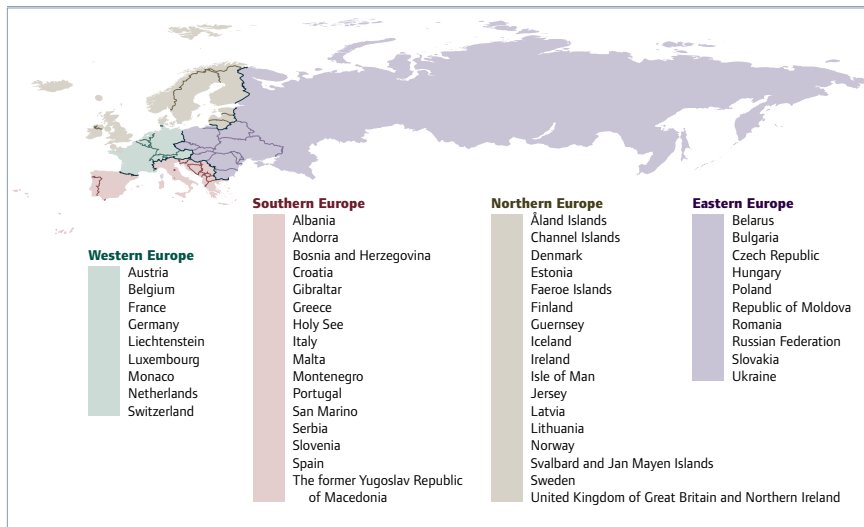 Western Europe
Austria
Belgium
France
Germany
Liechtenstein
Luxembourg
Monaco
Netherlands
Switzerland
Southern Europe
Albania
Andorra
Bosnia and Herzegovina
Croatia
Gibraltar
Greece
Holy See
Italy
Malta
Montenegro
Portugal
San Marino
Serbia
Slovenia
Spain
The former Yugoslav Republic
of Macedonia
Northern Europe
Åland Islands
Channel Islands
Denmark
Estonia
Faeroe Islands
Finland
Guernsey
Iceland
Ireland
Isle of Man
Jersey
Latvia
Lithuania
Norway
Svalbard and Jan Mayen Islands
Sweden
United Kingdom of Great Britain and Northern Ireland
Eastern Europe
Belarus
Bulgaria
Czech Republic
Hungary
Poland
Republic of Moldova
Romania
Russian Federation
Slovakia
Ukraine